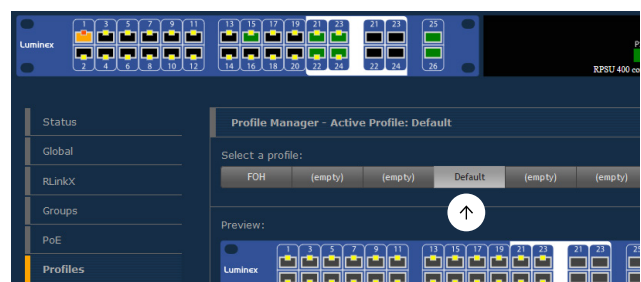 1 3 5 7 9 11 13 15 17 19 21 23 21 23 25
Luminex
2 4 6 8 10 12 14 16 18 20 22 24 22 24 26
RPSU 400
Status
Profile Manager - Active Profile: Default
Global
Select a profile:
RLinkX
FOH (empty) (empty) Default (empty) (empty)
Groups
Preview:
PoE
1 3 5 7 9 11 13 15 17 19 21 23 21 23
Profiles
Luminex